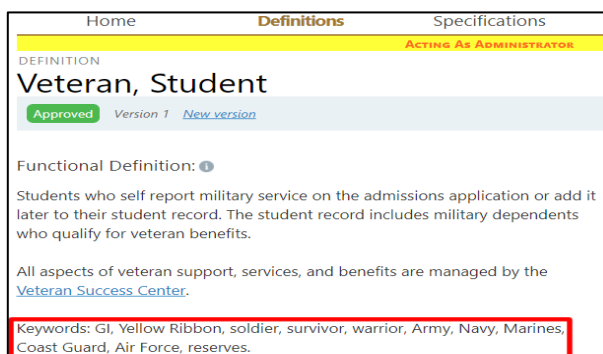 Home Definitions Specifications
ACTING AS ADMINISTRATOR
DEFINITION
Veteran, Student
Approved Version 1 New version
Functional Definition:
Students who self report military service on the admissions application or add it
later to their student record. The student record includes military dependents
who qualify for veteran benefits.
All aspects of veteran support, services, and benefits are managed by the
Veteran Success Center.
Keywords: GI, Yellow Ribbon, soldier, survivor, warrior, Army, Navy, Marines,
Coast Guard, Air Force, reserves.